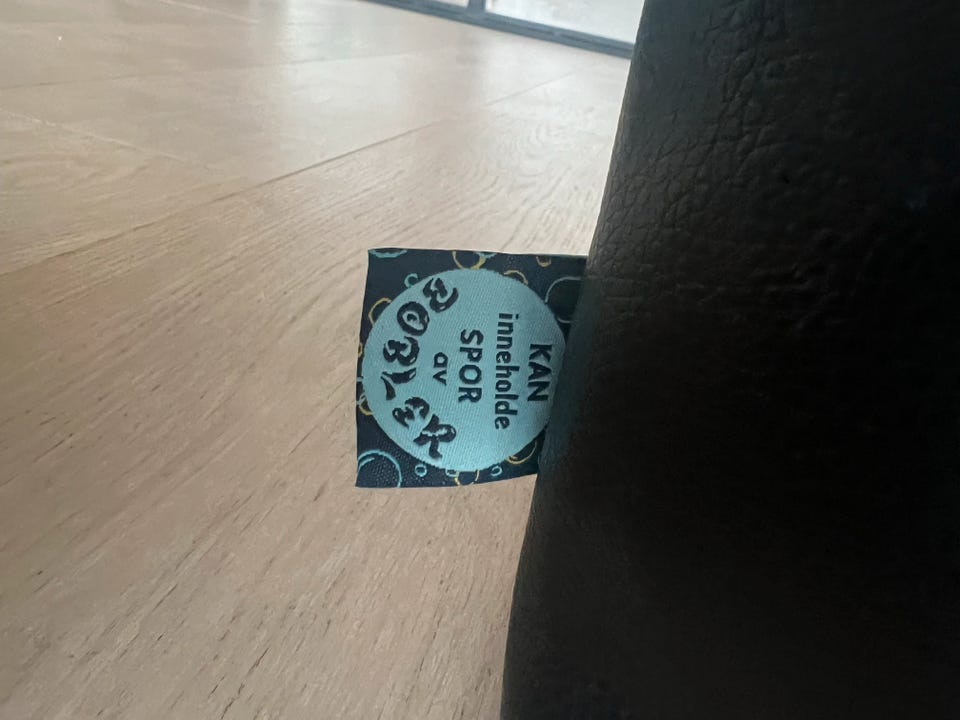 KAN
inneholde
SPOR
av
BOBLER